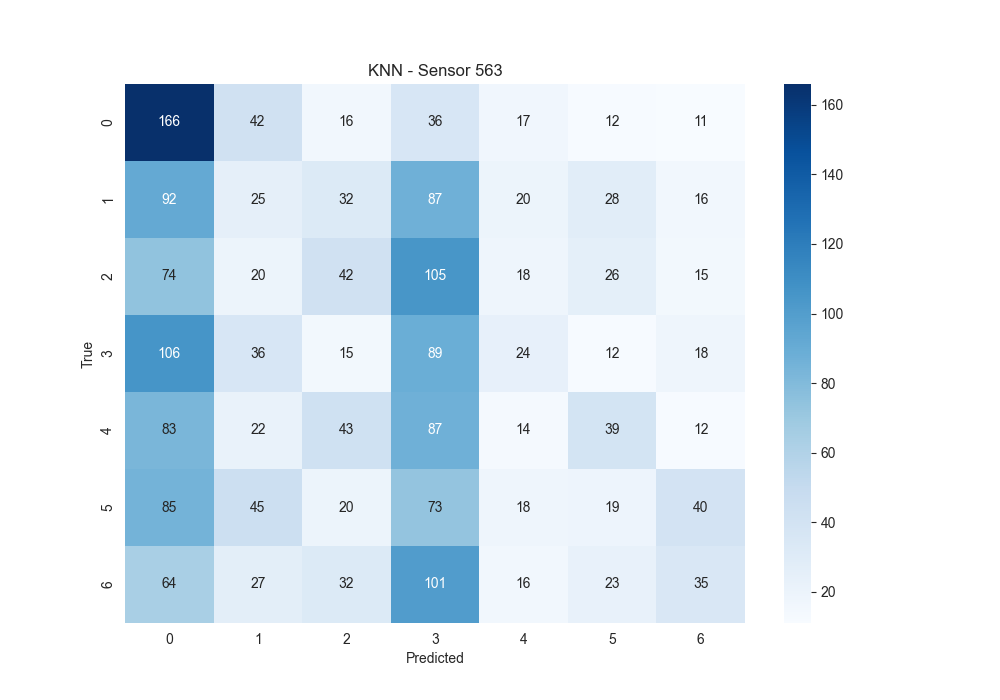 KNN - Sensor 563
0 166 42 16 36 17 12 11
1 92 25 32 87 20 28 16
2 74 20 42 105 18 26 15
3 106 36 15 89 24 12 18
4 83 22 43 87 14 39 12
5 85 45 20 73 18 19 40
6 64 27 32 101 16 23 35
True
0 1 2 3 4 5 6
Predicted
160
140
120
100
80
60
40
20